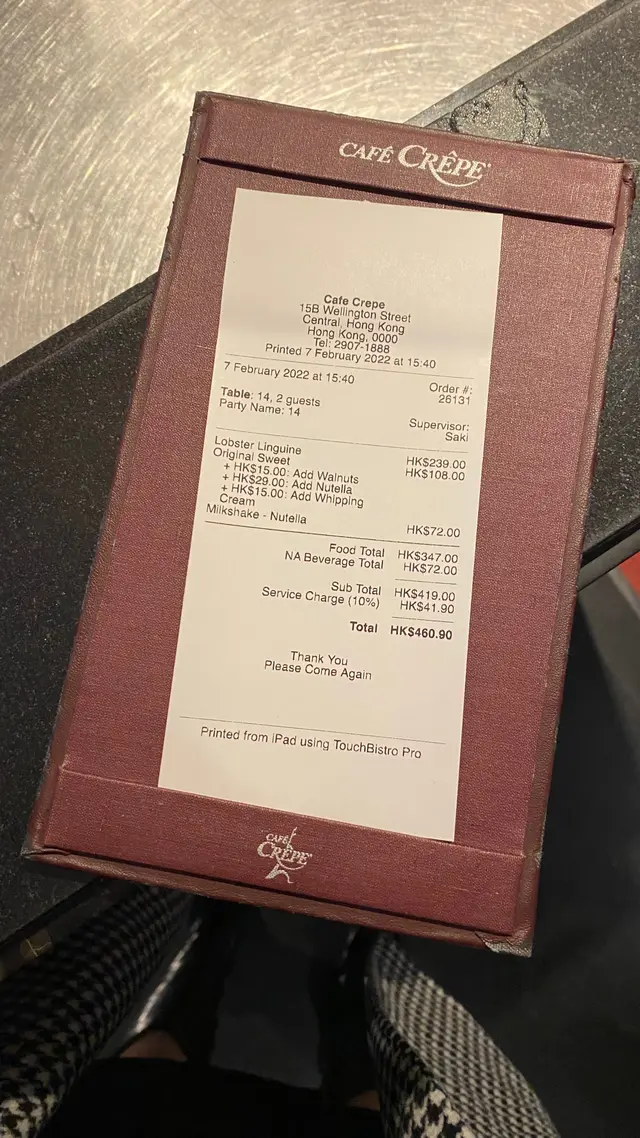 CAFÉ CRÊPE
Cafe Crepe
15B Wellington Street
Central, Hong Kong
Hong Kong, 0000
Tel: 2907-1888
Printed 7 February 2022 at 15:40
7 February 2022 at 15:40
Order #:
26131
Table: 14, 2 guests
Party Name: 14
Supervisor:
Saki
Lobster Linguine HK$239.00
Original Sweet HK$108.00
+ HK$15.00: Add Walnuts
+ HK$29.00: Add Nutella
+ HK$15.00: Add Whipping
Cream
Milkshake - Nutella HK$72.00
Food Total HK$347.00
NA Beverage Total HK$72.00
Sub Total HK$419.00
Service Charge (10%) HK$41.90
Total HK$460.90
Thank You
Please Come Again
Printed from iPad using TouchBistro Pro
CAFÉ
CRÊPE